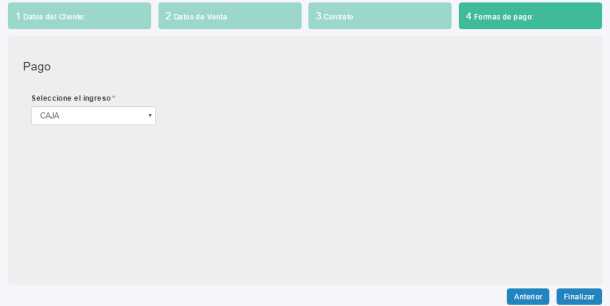 1 Datos del Cliente:
2 Datos de Venta
3 Contrato
4 Formas de pago:
Pago
Seleccione el ingreso *
CAJA
Anterior
Finalizar